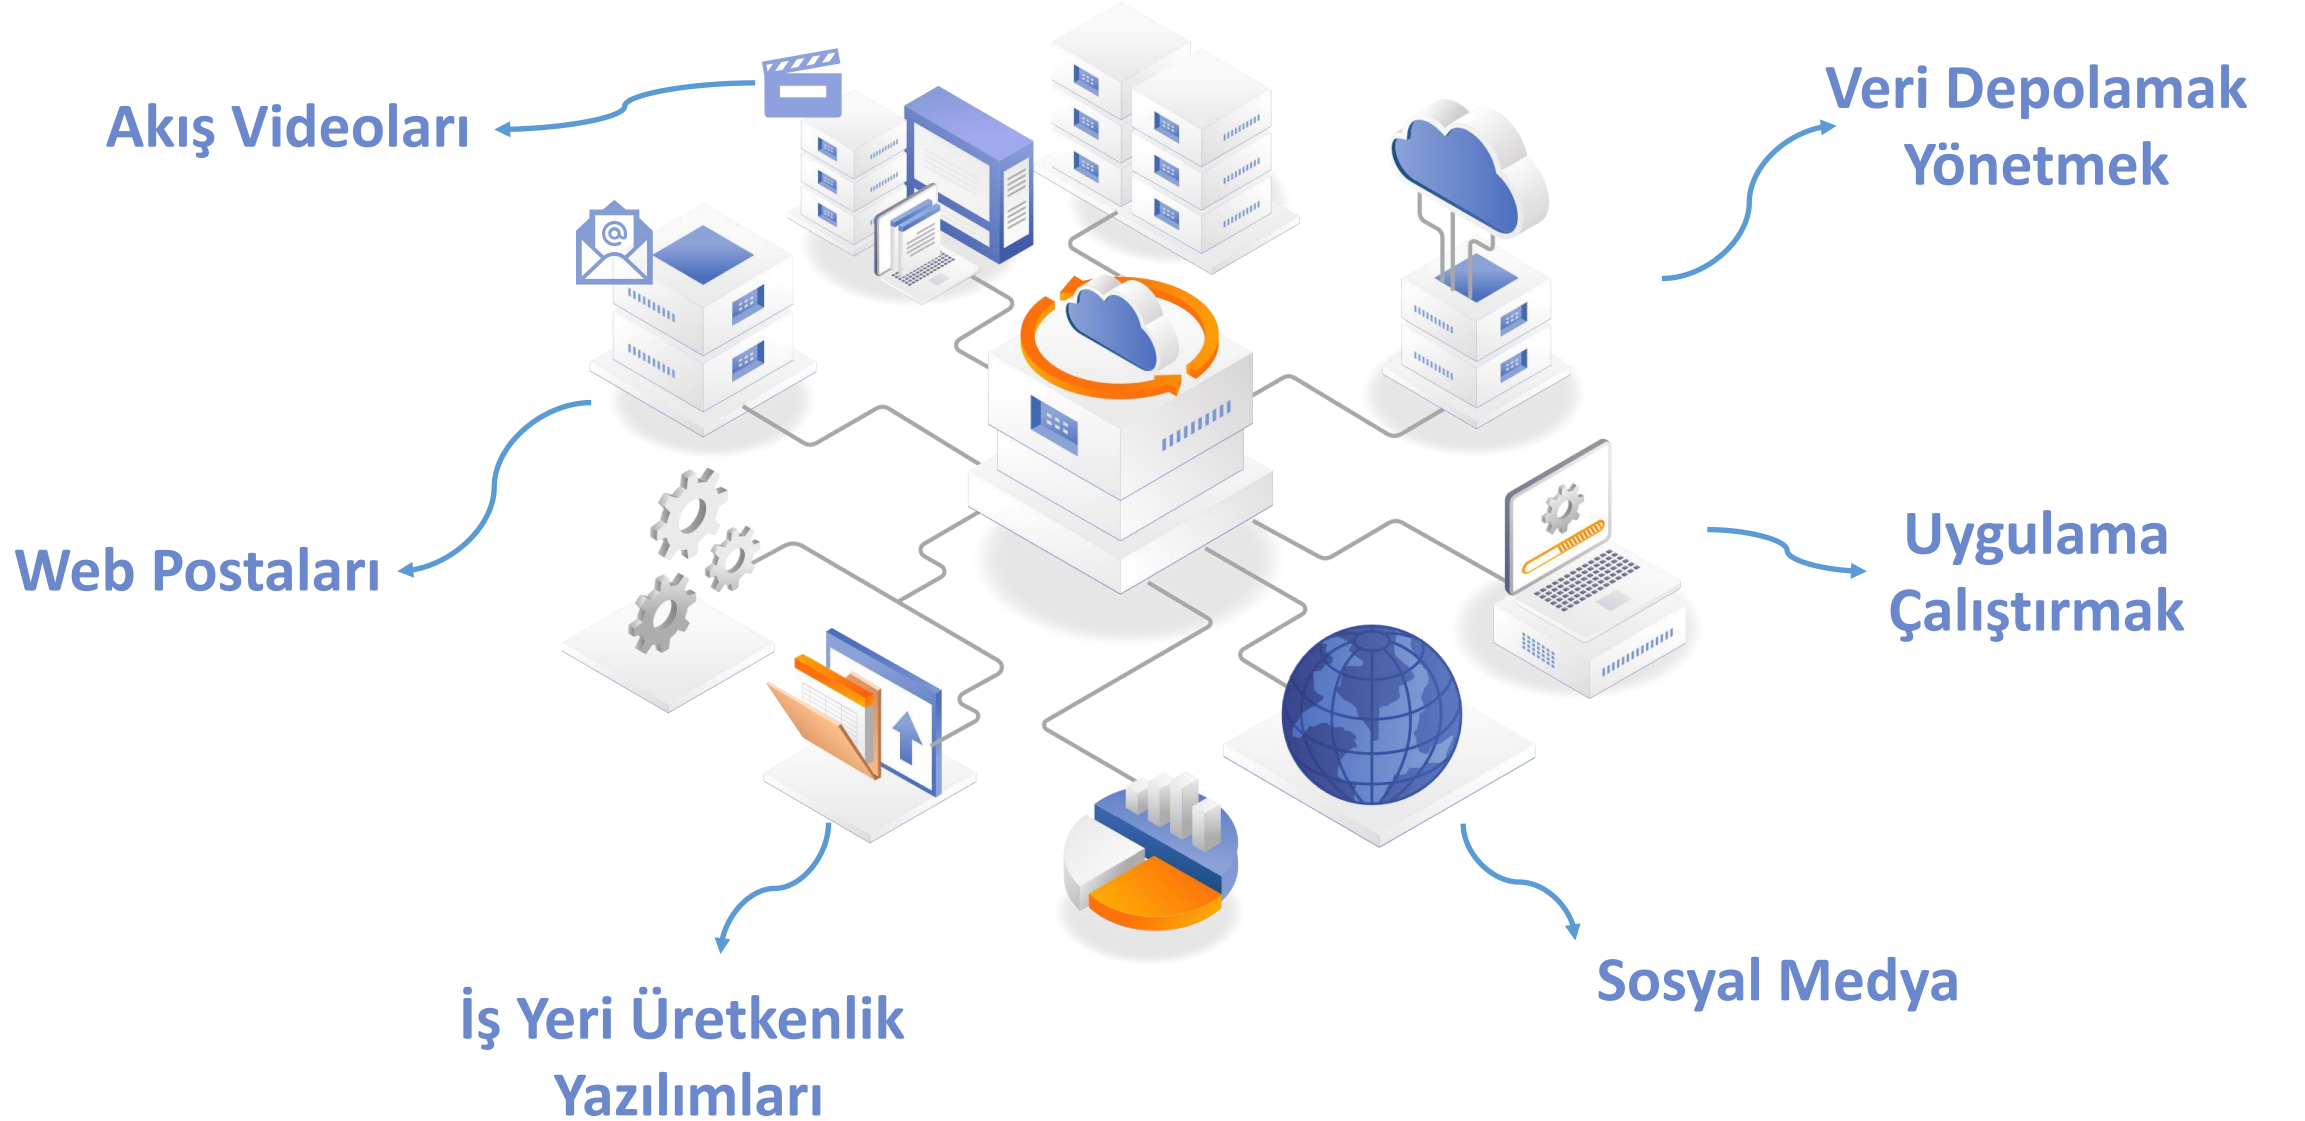 Akış Videoları
Veri Depolamak
Yönetmek
Web Postaları
Uygulama
Çalıştırmak
İş Yeri Üretkenlik
Yazılımları
Sosyal Medya
@